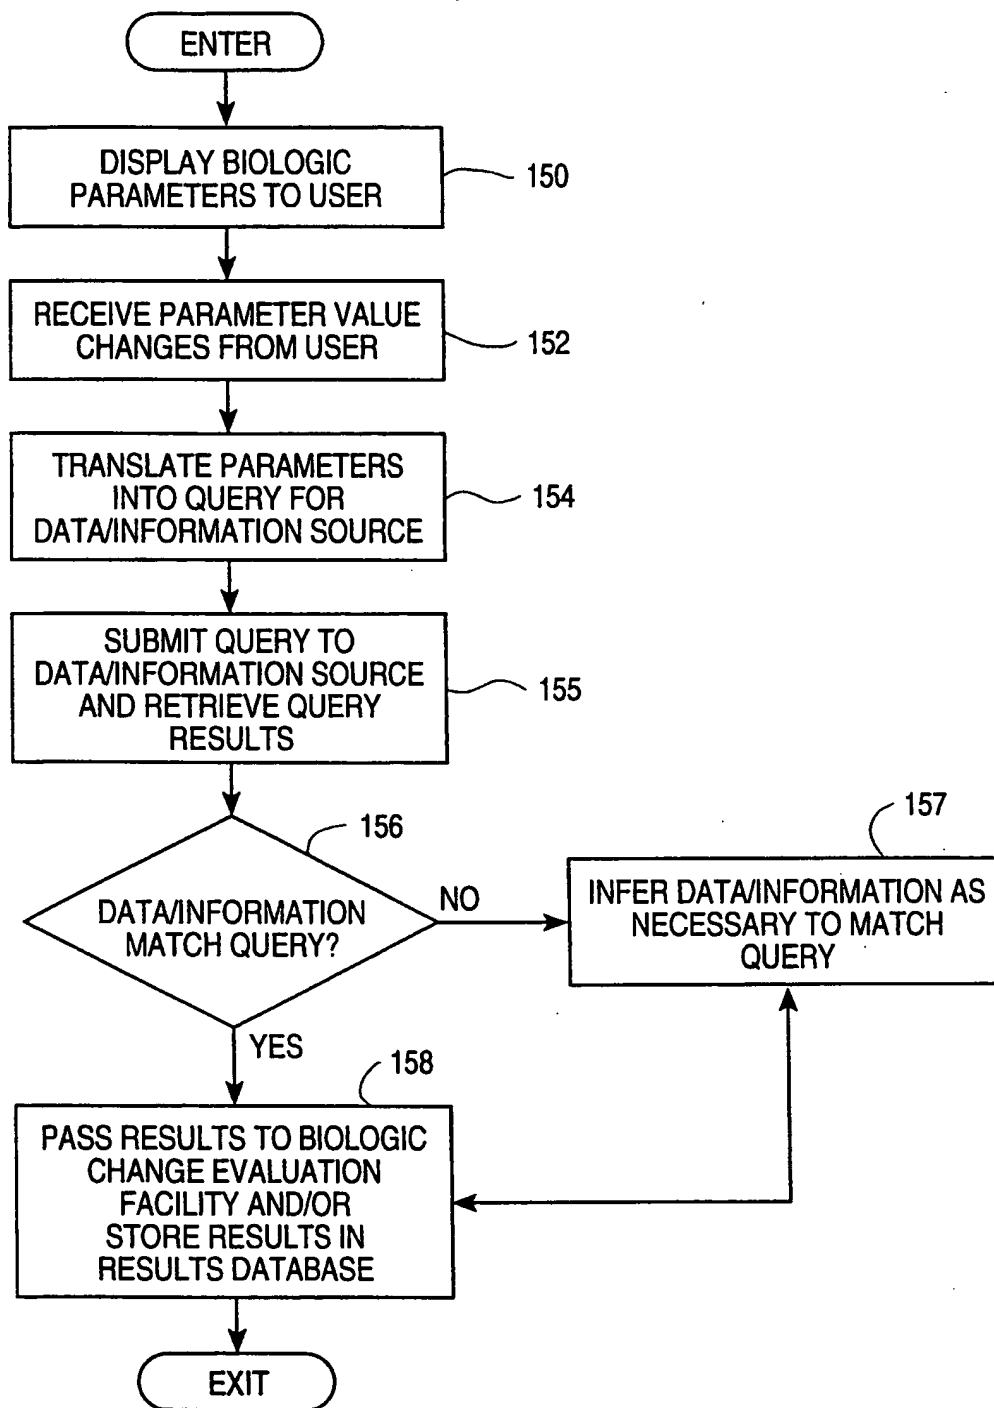 ENTER
DISPLAY BIOLOGIC
PARAMETERS TO USER
150
RECEIVE PARAMETER VALUE
CHANGES FROM USER
152
TRANSLATE PARAMETERS
INTO QUERY FOR
DATA/INFORMATION SOURCE
154
SUBMIT QUERY TO
DATA/INFORMATION SOURCE
AND RETRIEVE QUERY
RESULTS
155
156
DATA/INFORMATION
MATCH QUERY?
NO
157
INFER DATA/INFORMATION AS
NECESSARY TO MATCH
QUERY
YES
158
PASS RESULTS TO BIOLOGIC
CHANGE EVALUATION
FACILITY AND/OR
STORE RESULTS IN
RESULTS DATABASE
EXIT